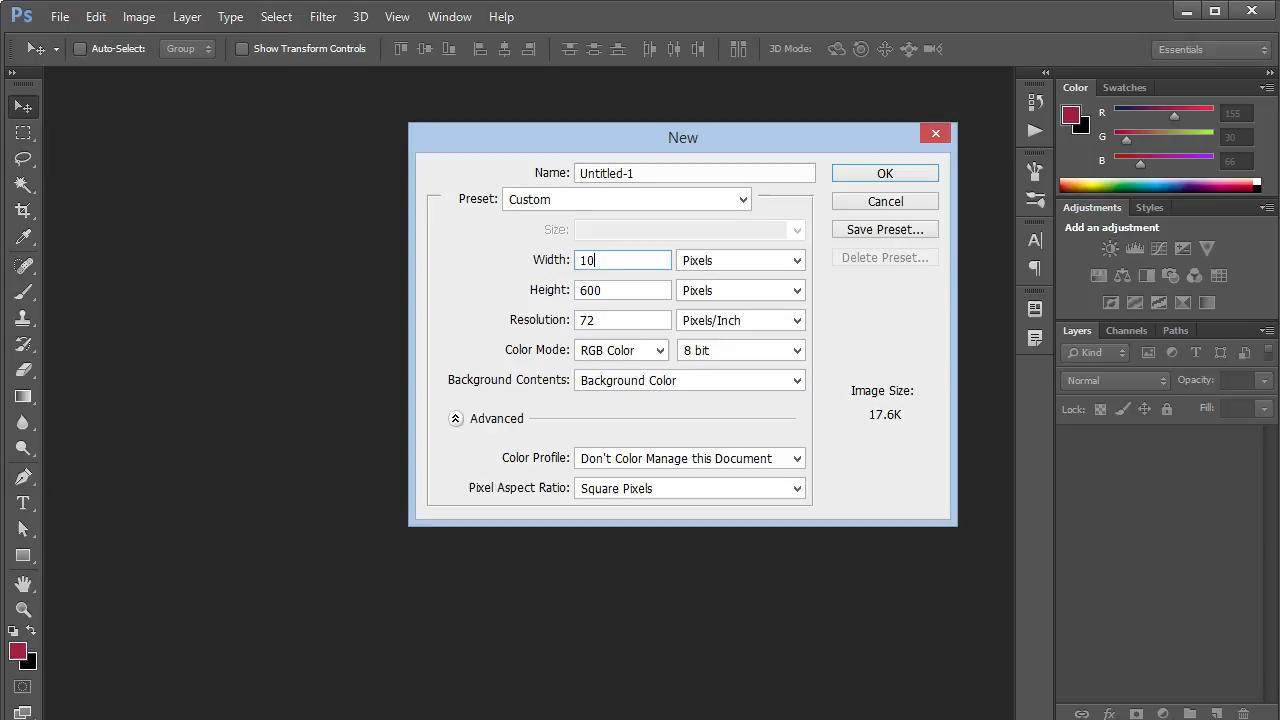 Ps File Edit Image Layer Type Select Filter 3D View Window Help
Auto-Select: Group Show Transform Controls 3D Mode: Essentials
New
Name: Untitled-1
Preset: Custom
Size:
Width: 10 Pixels
Height: 600 Pixels
Resolution: 72 Pixels/Inch
Color Mode: RGB Color 8 bit
Background Contents: Background Color
Advanced
Color Profile: Don't Color Manage this Document
Pixel Aspect Ratio: Square Pixels
OK
Cancel
Save Preset...
Delete Preset...
Image Size:
17.6K
Color Swatches
R 155
G 30
B 66
Adjustments Styles
Add an adjustment
Layers Channels Paths
Kind
Normal Opacity:
Lock: Fill: